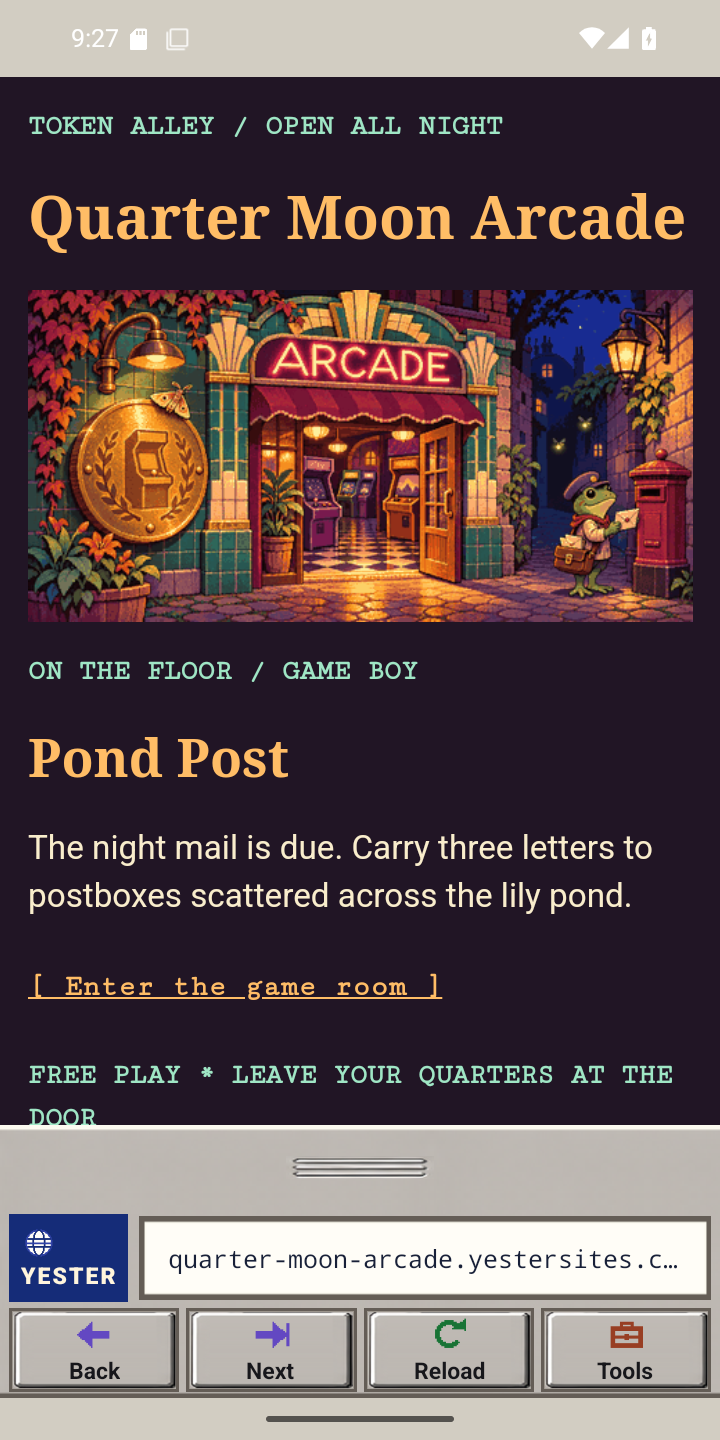 9:27
TOKEN ALLEY / OPEN ALL NIGHT
Quarter Moon Arcade
ARCADE
ON THE FLOOR / GAME BOY
Pond Post
The night mail is due. Carry three letters to
postboxes scattered across the lily pond.
[ Enter the game room ]
FREE PLAY * LEAVE YOUR QUARTERS AT THE
DOOR
YESTER
quarter-moon-arcade.yestersites.c…
Back
Next
Reload
Tools